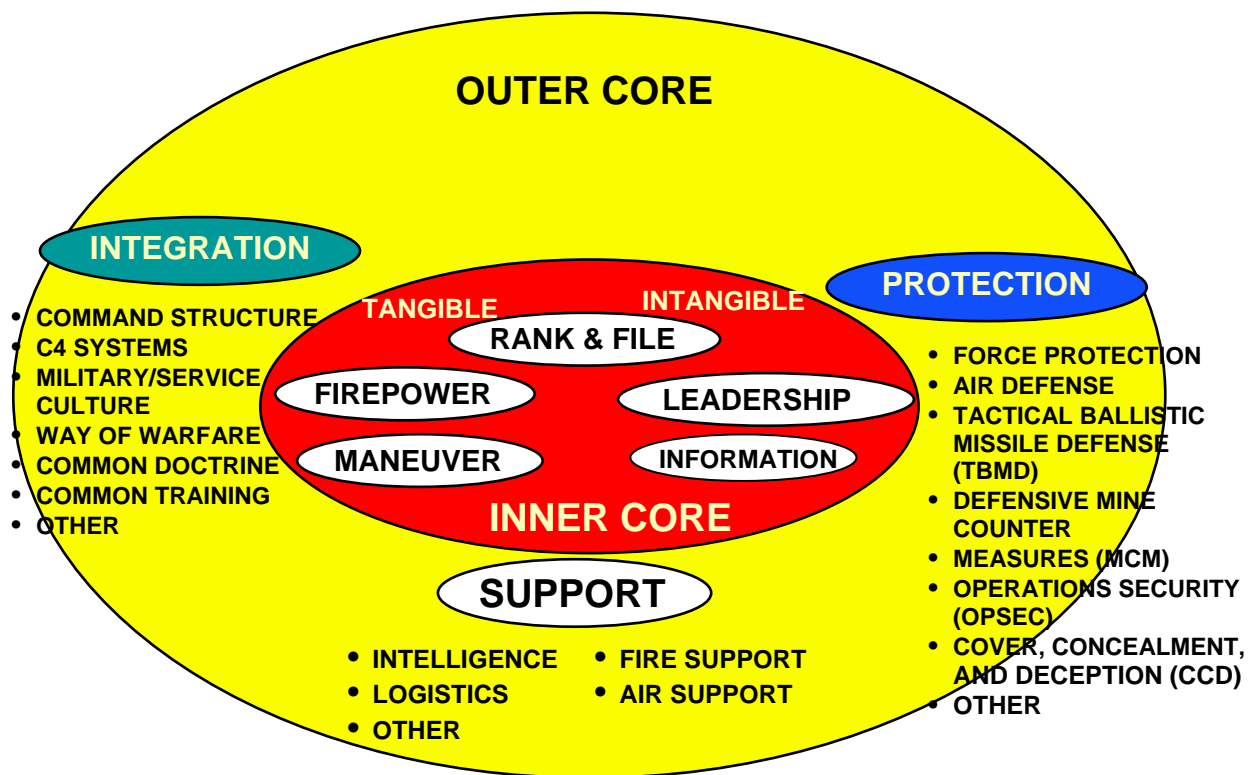 OUTER CORE
INTEGRATION
• COMMAND STRUCTURE
• C4 SYSTEMS
• MILITARY/SERVICE
CULTURE
• WAY OF WARFARE
• COMMON DOCTRINE
• COMMON TRAINING
• OTHER
TANGIBLE
INTANGIBLE
RANK & FILE
FIREPOWER
LEADERSHIP
MANEUVER
INFORMATION
INNER CORE
PROTECTION
• FORCE PROTECTION
• AIR DEFENSE
• TACTICAL BALLISTIC
MISSILE DEFENSE
(TBMD)
• DEFENSIVE MINE
COUNTER
• MEASURES (MCM)
• OPERATIONS SECURITY
(OPSEC)
• COVER, CONCEALMENT,
AND DECEPTION (CCD)
• OTHER
SUPPORT
• INTELLIGENCE
• LOGISTICS
• OTHER
• FIRE SUPPORT
• AIR SUPPORT